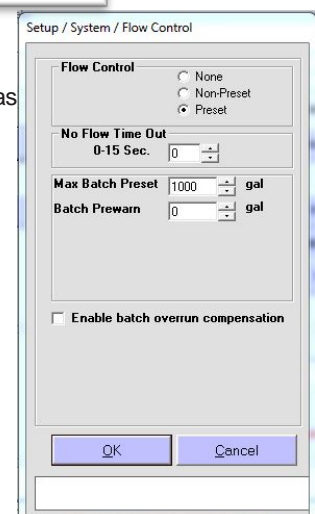 Setup / System / Flow Control
as
Flow Control
None
Non-Preset
Preset
No Flow Time Out
0-15 Sec. 0
Max Batch Preset 1000 gal
Batch Prewarn 0 gal
Enable batch overrun compensation
OK Cancel